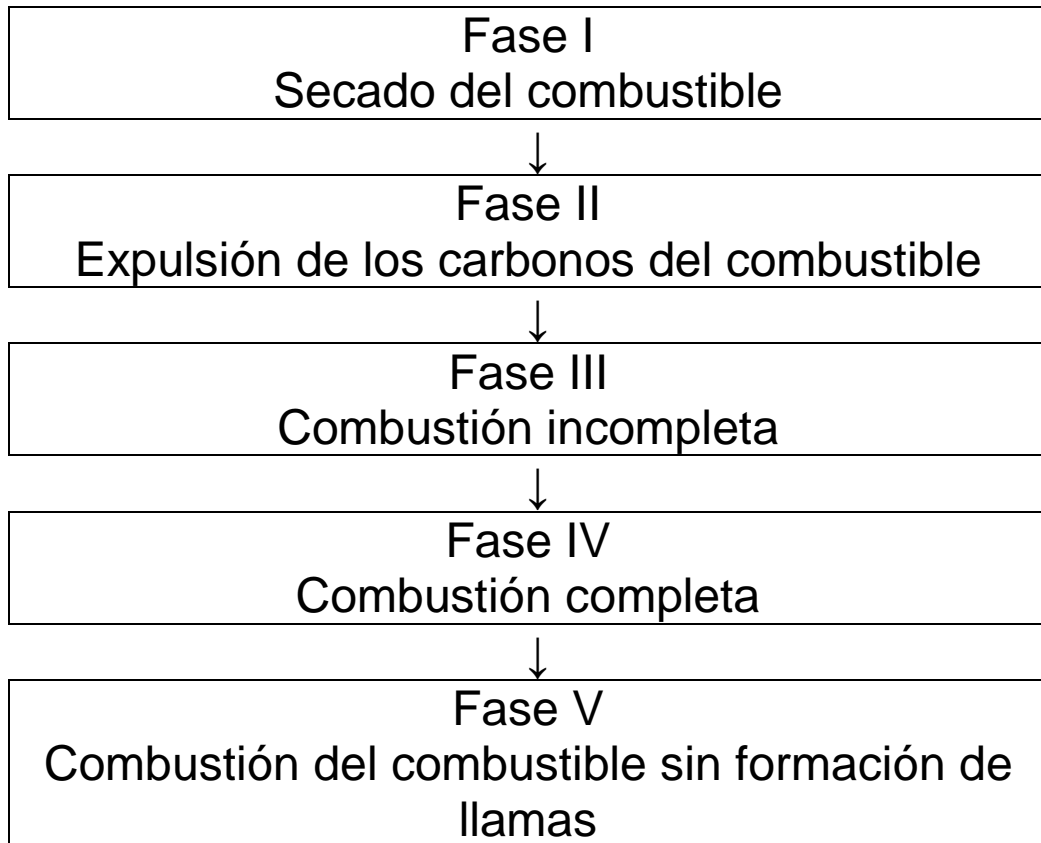 Fase I
Secado del combustible
↓
Fase II
Expulsión de los carbonos del combustible
↓
Fase III
Combustión incompleta
↓
Fase IV
Combustión completa
↓
Fase V
Combustión del combustible sin formación de
llamas